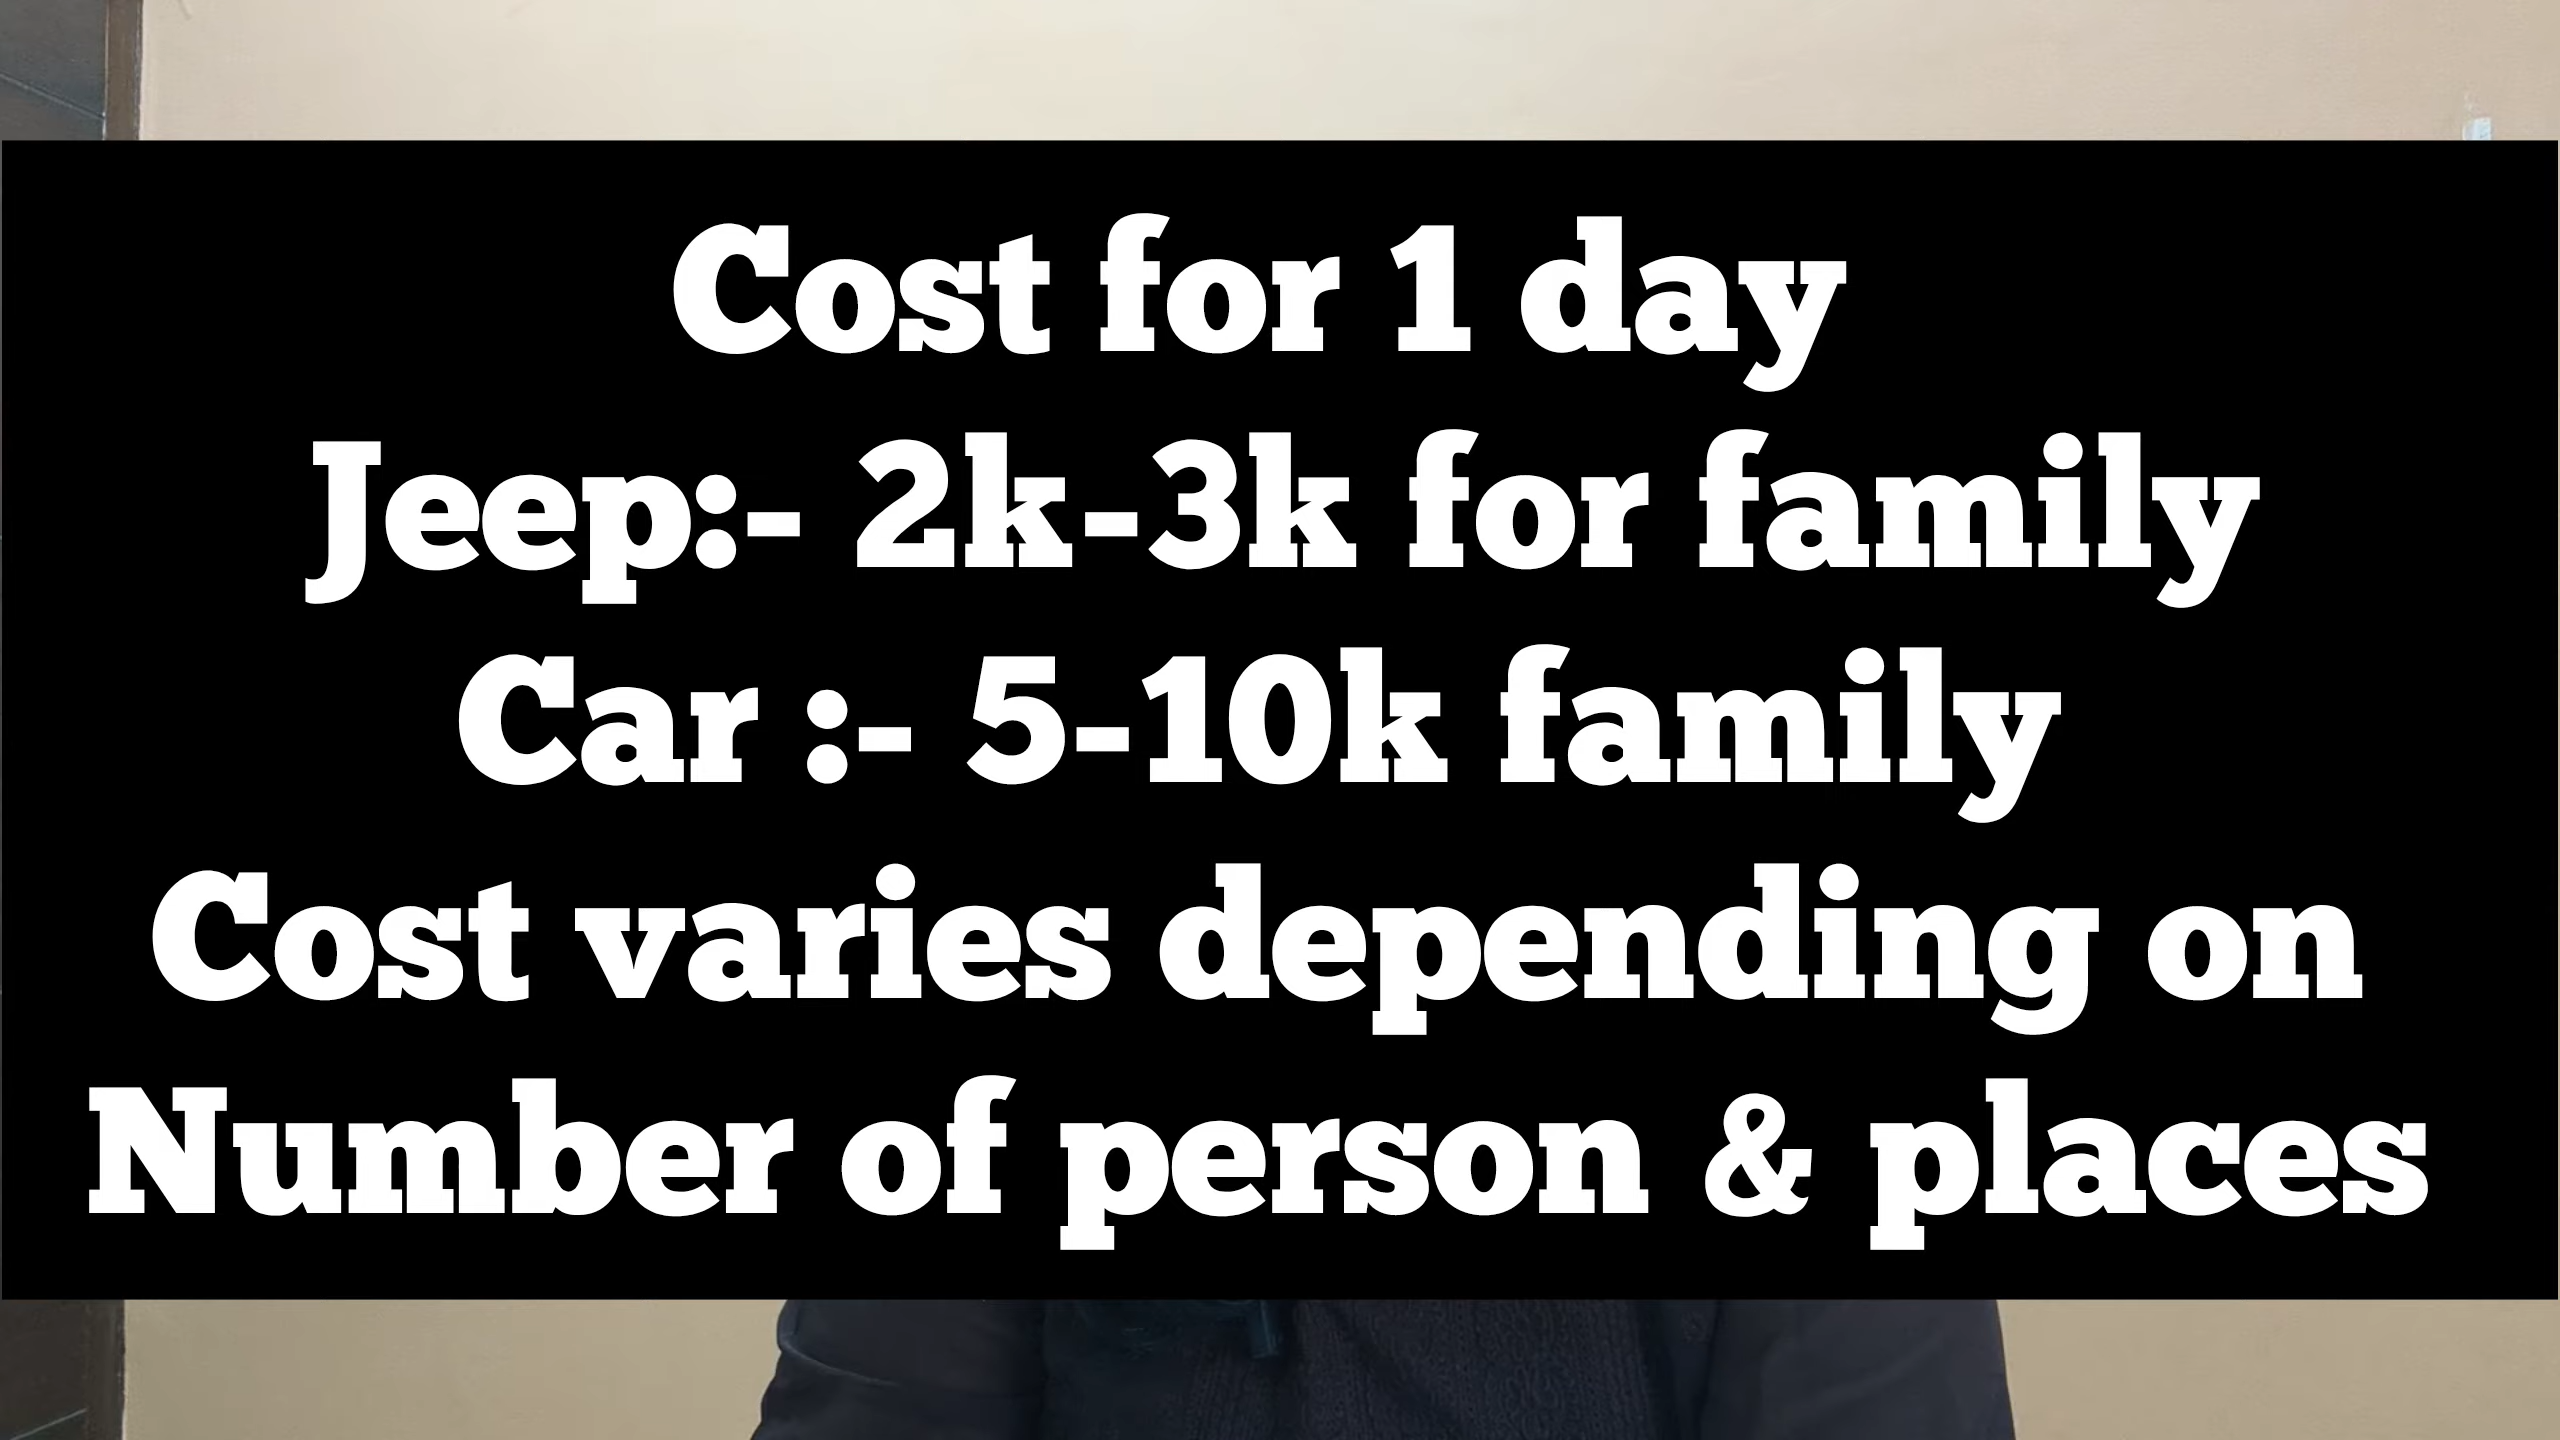 Cost for 1 day
Jeep:- 2k-3k for family
Car :- 5-10k family
Cost varies depending on
Number of person & places